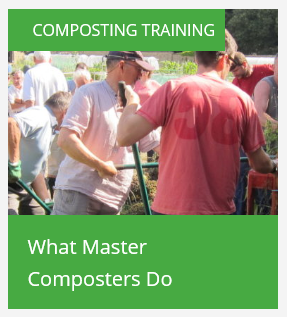 COMPOSTING TRAINING
What Master
Composters Do